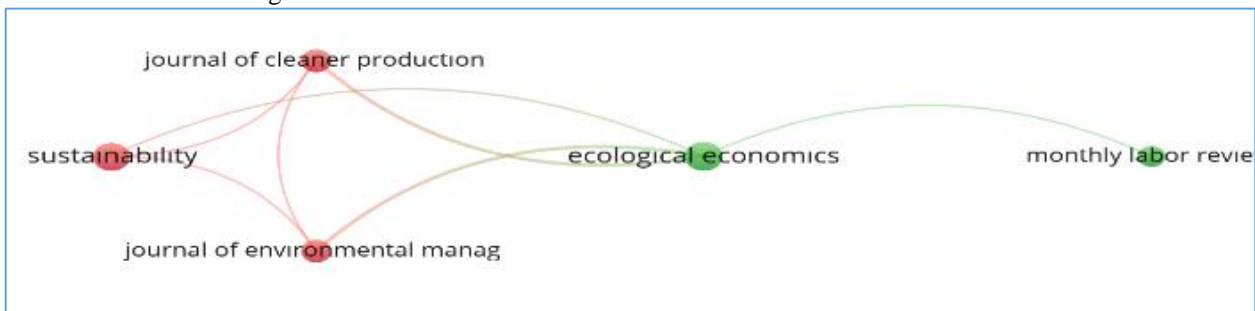 journal of cleaner production
sustainability
ecological economics
monthly labor revie
journal of environmental manag